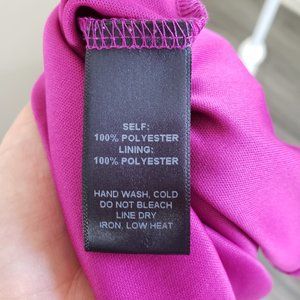 SELF:
100% POLYESTER
LINING:
100% POLYESTER
HAND WASH, COLD
DO NOT BLEACH
LINE DRY
IRON, LOW HEAT